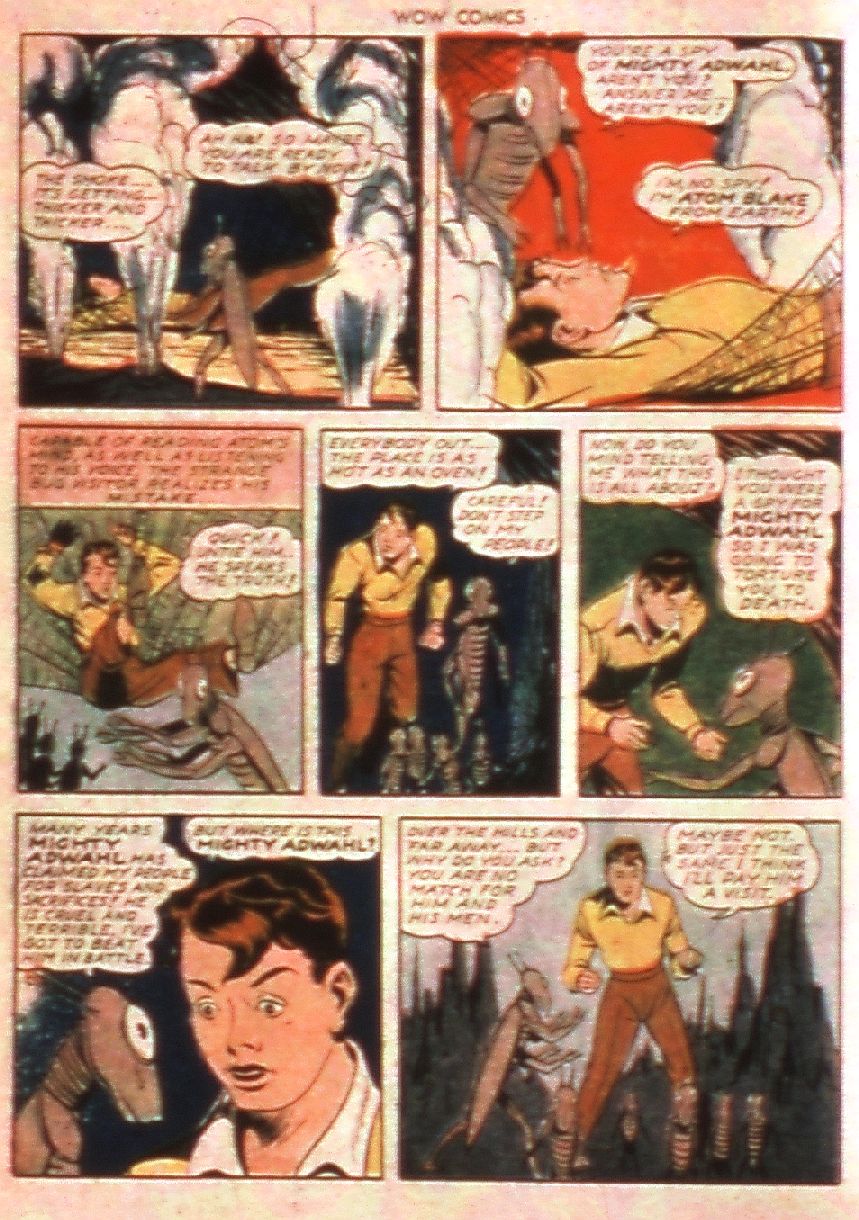 WOW COMICS
THE SMOKE...
IT'S GETTING...
THICKER AND
THICKER...
AH HA! SO MAYBE
YOU ARE READY
TO TALK BY NOW?
YOU'RE A SPY
OF MIGHTY ADWAHL
AREN'T YOU?
ANSWER ME
AREN'T YOU?
I'M NO SPY!
I'M ATOM BLAKE
FROM EARTH!
CAPABLE OF READING ATOM'S
MIND, AS WELL AS LISTENING
TO HIS VOICE, THE STRANGE
BUG VISITOR REALIZES HIS
MISTAKE.
QUICK!
UNTIE HIM.
HE SPEAKS
THE TRUTH!
EVERYBODY OUT...
THE PLACE IS AS
HOT AS AN OVEN!
CAREFUL!
DON'T STEP
ON MY
PEOPLE!
NOW, DO YOU
MIND TELLING
ME WHAT THIS
IS ALL ABOUT?
I THOUGHT
YOU WERE
MIGHTY
ADWAHL
SO I WAS
GOING TO
TORTURE
YOU TO
DEATH.
MANY YEARS
MIGHTY
ADWAHL HAS
CLAIMED MY PEOPLE
FOR SLAVES AND
SACRIFICES! HE
IS CRUEL AND
TERRIBLE. I'VE
GOT TO BEAT
HIM IN BATTLE.
BUT WHERE IS THIS
MIGHTY ADWAHL?
OVER THE HILLS AND
FAR AWAY... BUT
WHY DO YOU ASK?
YOU ARE NO
MATCH FOR
HIM AND
HIS MEN.
MAYBE NOT.
BUT JUST THE
SAME I THINK
I'LL PAY HIM
A VISIT.